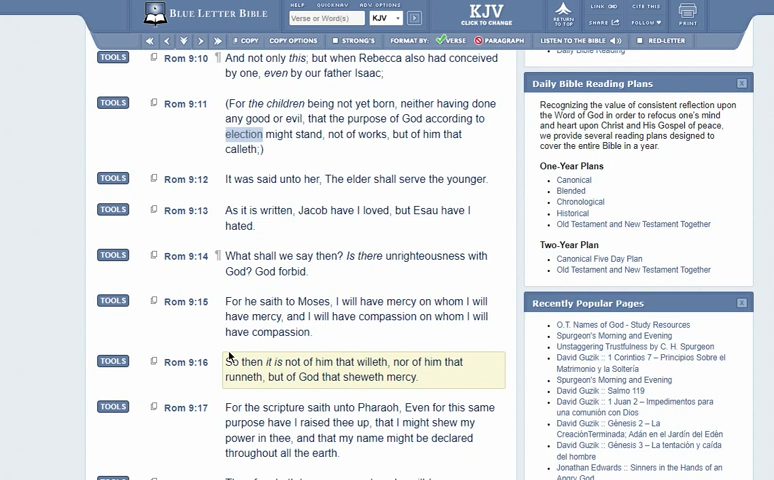 BLUE LETTER BIBLE
HELP QUICKNAV ADV OPTIONS
Verse or Word(s)
KJV
KJV
CLICK TO CHANGE
RETURN TO TOP
LINK
SHARE
CITE THIS
FOLLOW
PRINT
COPY COPY OPTIONS STRONG'S FORMAT BY: VERSE PARAGRAPH LISTEN TO THE BIBLE RED-LETTER
TOOLS Rom 9:10 ¶ And not only this; but when Rebecca also had conceived
by one, even by our father Isaac;
TOOLS Rom 9:11 (For the children being not yet born, neither having done
any good or evil, that the purpose of God according to
election might stand, not of works, but of him that
calleth;)
TOOLS Rom 9:12 It was said unto her, The elder shall serve the younger.
TOOLS Rom 9:13 As it is written, Jacob have I loved, but Esau have I
hated.
TOOLS Rom 9:14 ¶ What shall we say then? Is there unrighteousness with
God? God forbid.
TOOLS Rom 9:15 For he saith to Moses, I will have mercy on whom I will
have mercy, and I will have compassion on whom I will
have compassion.
TOOLS Rom 9:16 So then it is not of him that willeth, nor of him that
runneth, but of God that sheweth mercy.
TOOLS Rom 9:17 For the scripture saith unto Pharaoh, Even for this same
purpose have I raised thee up, that I might shew my
power in thee, and that my name might be declared
throughout all the earth.
Daily Bible Reading
Daily Bible Reading Plans
Recognizing the value of consistent reflection upon
the Word of God in order to refocus one's
mind and heart upon Christ and His Gospel of peace,
we provide several reading plans designed to
cover the entire Bible in a year.
One-Year Plans
Canonical
Blended
Chronological
Historical
Old Testament and New Testament Together
Two-Year Plan
Canonical Five Day Plan
Old Testament and New Testament Together
Recently Popular Pages
O.T. Names of God - Study Resources
Spurgeon's Morning and Evening
Unstaggering Trustfulness by C. H. Spurgeon
David Guzik :: 1 Corintios 7 – Principios Sobre el
Matrimonio y la Soltería
Spurgeon's Morning and Evening
David Guzik :: Salmo 119
David Guzik :: 1 Juan 2 – Impedimentos para
una comunión con Dios
David Guzik :: Génesis 2 – La
CreaciónTerminada; Adán en el Jardín del Edén
David Guzik :: Génesis 3 – La tentación y caída
del hombre
Jonathan Edwards :: Sinners in the Hands of an
Angry God